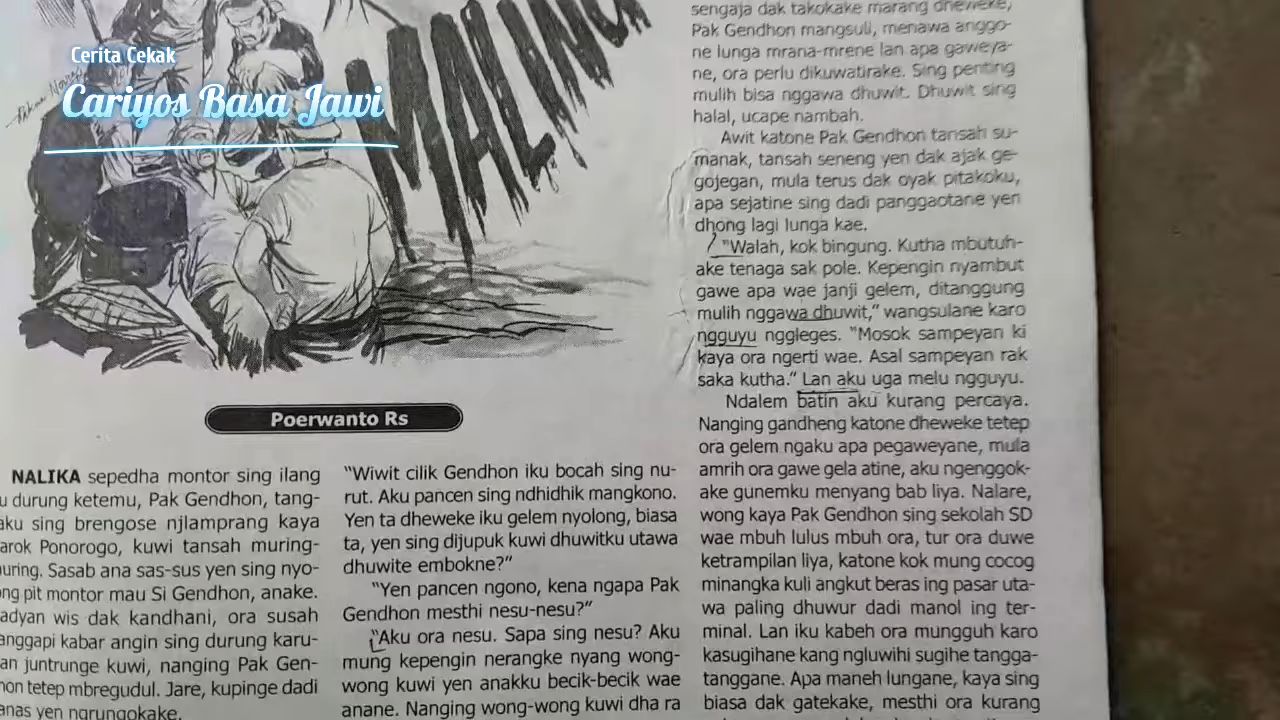 Cerita Cekak
Cariyos Basa Jawi
MALING
Poerwanto Rs
NALIKA sepedha montor sing ilang
durung ketemu, Pak Gendhon, tang-
aku sing brengose njlamprang kaya
arok Ponorogo, kuwi tansah muring-
uring. Sasab ana sas-sus yen sing nyo-
ng pit montor mau Si Gendhon, anake.
adyan wis dak kandhani, ora susah
anggapi kabar angin sing durung karu-
an juntrunge kuwi, nanging Pak Gen-
hon tetep mbregudul. Jare, kupinge dadi
anas yen ngrungokake.
"Wiwit cilik Gendhon iku bocah sing nu-
rut. Aku pancen sing ndhidhik mangkono.
Yen ta dheweke iku gelem nyolong, biasa
ta, yen sing dijupuk kuwi dhuwitku utawa
dhuwite embokne?"
"Yen pancen ngono, kena ngapa Pak
Gendhon mesthi nesu-nesu?"
"Aku ora nesu. Sapa sing nesu? Aku
mung kepengin nerangke nyang wong-
wong kuwi yen anakku becik-becik wae
anane. Nanging wong-wong kuwi dha ra
sengaja dak takokake marang dheweke,
Pak Gendhon mangsuli, menawa anggo-
ne lunga mrana-mrene lan apa gaweya-
ne, ora perlu dikuwatirake. Sing penting
mulih bisa nggawa dhuwit. Dhuwit sing
halal, ucape nambah.
Awit katone Pak Gendhon tansah su-
manak, tansah seneng yen dak ajak ge-
gojegan, mula terus dak oyak pitakoku,
apa sejatine sing dadi panggaotane yen
dhong lagi lunga kae.
"Walah, kok bingung. Kutha mbutuh-
ake tenaga sak pole. Kepengin nyambut
gawe apa wae janji gelem, ditanggung
mulih nggawa dhuwit," wangsulane karo
ngguyu nggleges. "Mosok sampeyan ki
kaya ora ngerti wae. Asal sampeyan rak
saka kutha." Lan aku uga melu ngguyu.
Ndalem batin aku kurang percaya.
Nanging gandheng katone dheweke tetep
ora gelem ngaku apa pegaweyane, mula
amrih ora gawe gela atine, aku ngenggok-
ake gunemku menyang bab liya. Nalare,
wong kaya Pak Gendhon sing sekolah SD
wae mbuh lulus mbuh ora, tur ora duwe
ketrampilan liya, katone kok mung cocog
minangka kuli angkut beras ing pasar uta-
wa paling dhuwur dadi manol ing ter-
minal. Lan iku kabeh ora mungguh karo
kasugihane kang ngluwihi sugihe tangga-
tanggane. Apa maneh lungane, kaya sing
biasa dak gatekake, mesthi ora kurang